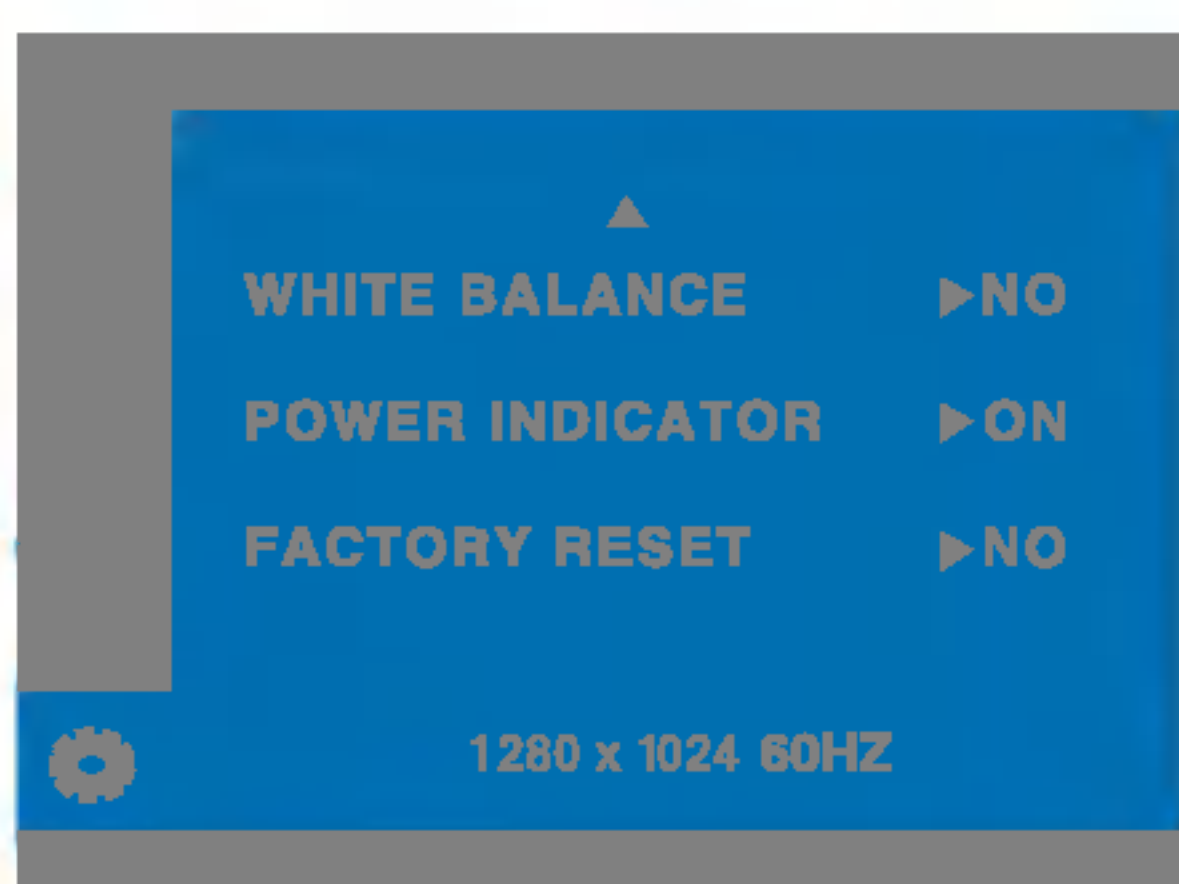 WHITE BALANCE ▶NO
POWER INDICATOR ▶ON
FACTORY RESET ▶NO
1280 x 1024 60HZ